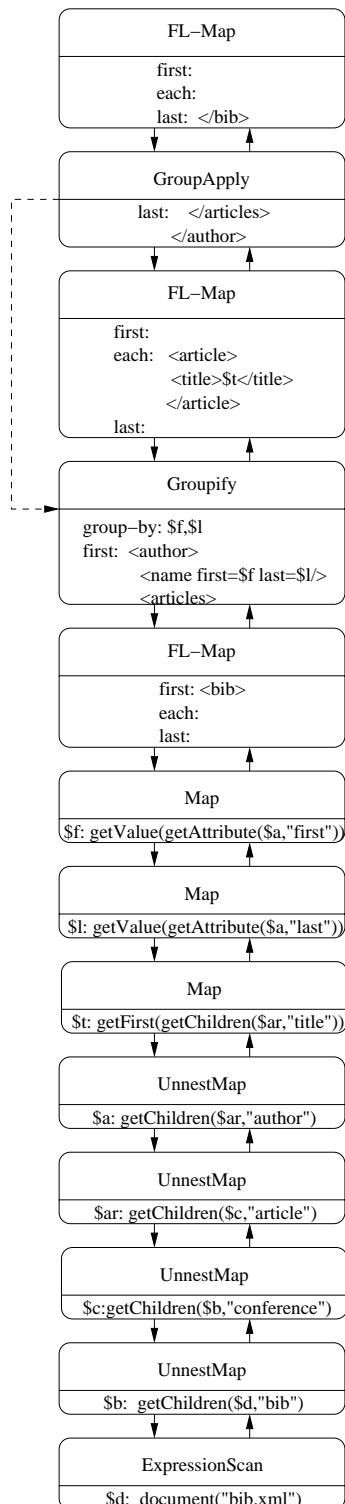 FL−Map
first:
each:
last: </bib>
GroupApply
last: </articles>
</author>
FL−Map
first:
each: <article>
<title>$t</title>
</article>
last:
Groupify
group−by: $f,$l
first: <author>
<name first=$f last=$l/>
<articles>
FL−Map
first: <bib>
each:
last:
Map
$f: getValue(getAttribute($a,"first"))
Map
$l: getValue(getAttribute($a,"last"))
Map
$t: getFirst(getChildren($ar,"title"))
UnnestMap
$a: getChildren($ar,"author")
UnnestMap
$ar: getChildren($c,"article")
UnnestMap
$c:getChildren($b,"conference")
UnnestMap
$b: getChildren($d,"bib")
ExpressionScan
$d: document("bib.xml")